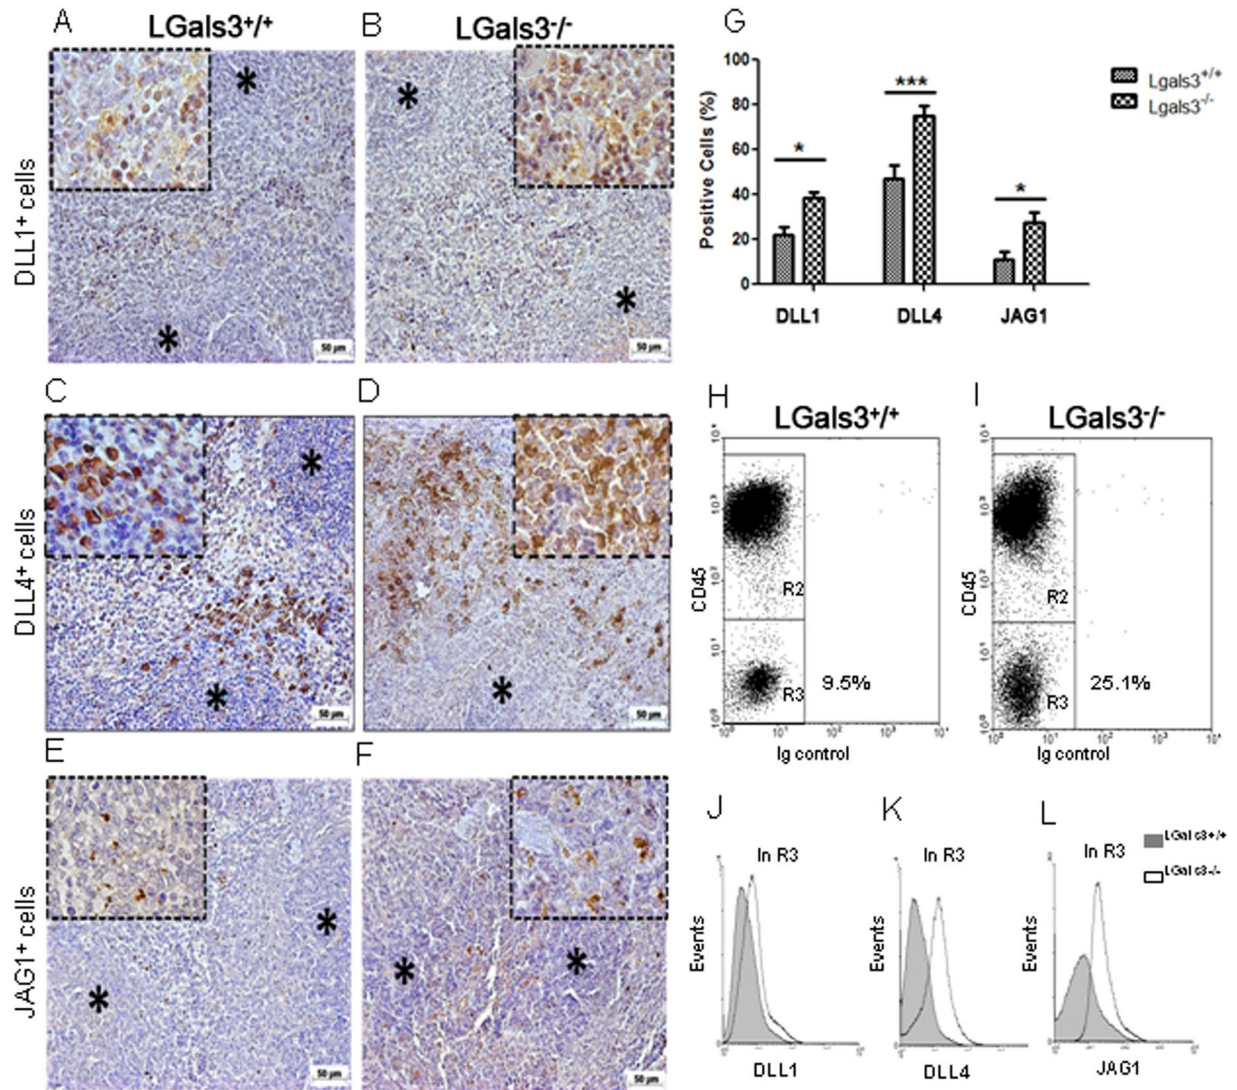 A LGals3+/+ B LGals3-/-
DLL1+ cells
50 µm
50 µm
C D
DLL4+ cells
50 µm
50 µm
E F
JAG1+ cells
50 µm
50 µm
G
100
80
60
40
20
0
Positive Cells (%)
* *** *
DLL1 DLL4 JAG1
Lgals3+/+
Lgals3-/-
H LGals3+/+
CD45
R2
R3
9.5%
Ig control
I LGals3-/-
CD45
R2
R3
25.1%
Ig control
J
In R3
Events
DLL1
K
In R3
Events
DLL4
L
In R3
Events
JAG1
LGals3+/+
LGals3-/-